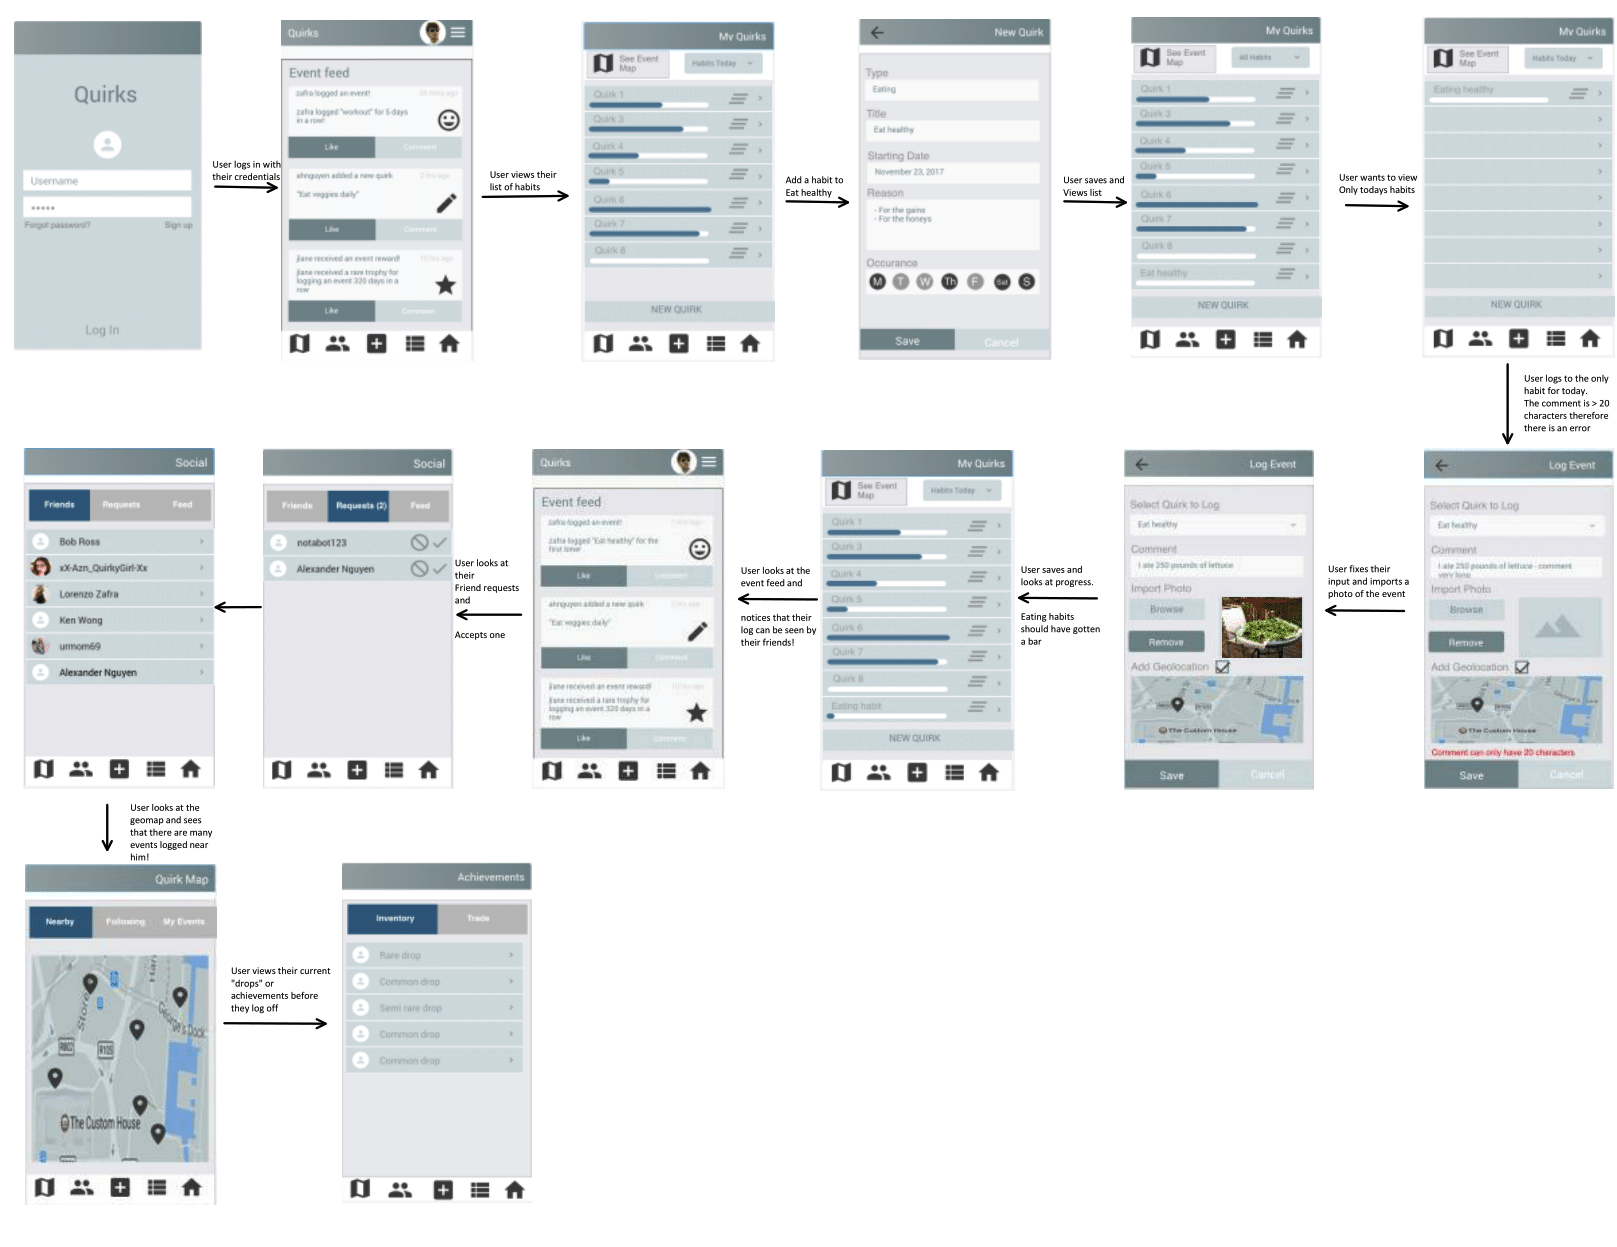 Quirks
Username
Forgot password?
Sign up
Log In
User logs in with
their credentials
Quirks
Event feed
zafra logged an event!
zafra logged "workout" for 5 days
in a row!
Like
Comment
ahnguyen added a new quirk
2 hrs ago
"Eat veggies daily"
Like
Comment
jlane received an event reward!
10 hrs ago
jlane received a rare trophy for
logging an event 320 days in a
row
Like
Comment
User views their
list of habits
My Quirks
See Event
Map
Habits Today
Quirk 1
Quirk 3
Quirk 4
Quirk 5
Quirk 6
Quirk 7
Quirk 8
NEW QUIRK
Add a habit to
Eat healthy
New Quirk
Type
Eating
Title
Eat healthy
Starting Date
November 23, 2017
Reason
- For the gains
- For the honeys
Occurance
M T W Th F Sat S
Save
Cancel
User saves and
Views list
My Quirks
See Event
Map
All Habits
Quirk 1
Quirk 3
Quirk 4
Quirk 5
Quirk 6
Quirk 7
Quirk 8
Eat healthy
NEW QUIRK
User wants to view
Only todays habits
My Quirks
See Event
Map
Habits Today
Eating healthy
NEW QUIRK
User logs to the only
habit for today.
The comment is > 20
characters therefore
there is an error
Log Event
Select Quirk to Log
Eat healthy
Comment
I ate 250 pounds of lettuce - comment
very long
Import Photo
Browse
Remove
Add Geolocation
The Custom House
Comment can only have 20 characters
Save
Cancel
User fixes their
input and imports a
photo of the event
Log Event
Select Quirk to Log
Eat healthy
Comment
I ate 250 pounds of lettuce
Import Photo
Browse
Remove
Add Geolocation
The Custom House
Save
Cancel
User saves and
looks at progress.
Eating habits
should have gotten
a bar
My Quirks
See Event
Map
Habits Today
Quirk 1
Quirk 3
Quirk 4
Quirk 5
Quirk 6
Quirk 7
Quirk 8
Eating habit
NEW QUIRK
User looks at the
event feed and
notices that their
log can be seen by
their friends!
Quirks
Event feed
zafra logged an event!
zafra logged "Eat healthy" for the
first time!
Like
Comment
ahnguyen added a new quirk
"Eat veggies daily"
Like
Comment
jlane received an event reward!
jlane received a rare trophy for
logging an event 320 days in a
row
Like
Comment
User looks at
their
Friend requests
and
Accepts one
Social
Friends
Requests (2)
Feed
notabot123
Alexander Nguyen
Social
Friends
Requests
Feed
Bob Ross
xX-Azn_QuirkyGirl-Xx
Lorenzo Zafra
Ken Wong
urmom69
Alexander Nguyen
User looks at the
geomap and sees
that there are many
events logged near
him!
Quirk Map
Nearby
Following
My Events
Store
George's Dock
R802
R105
The Custom House
User views their current
"drops" or
achievements before
they log off
Achievements
Inventory
Trade
Rare drop
Common drop
Semi rare drop
Common drop
Common drop